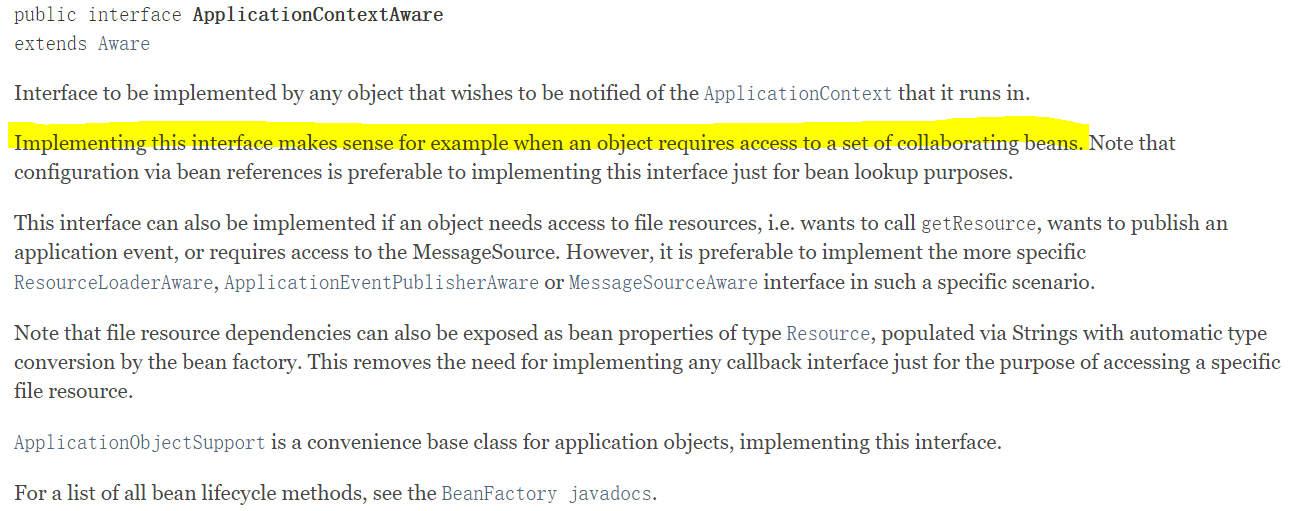 public interface ApplicationContextAware
extends Aware
Interface to be implemented by any object that wishes to be notified of the ApplicationContext that it runs in.
Implementing this interface makes sense for example when an object requires access to a set of collaborating beans. Note that
configuration via bean references is preferable to implementing this interface just for bean lookup purposes.
This interface can also be implemented if an object needs access to file resources, i.e. wants to call getResource, wants to publish an
application event, or requires access to the MessageSource. However, it is preferable to implement the more specific
ResourceLoaderAware, ApplicationEventPublisherAware or MessageSourceAware interface in such a specific scenario.
Note that file resource dependencies can also be exposed as bean properties of type Resource, populated via Strings with automatic type
conversion by the bean factory. This removes the need for implementing any callback interface just for the purpose of accessing a specific
file resource.
ApplicationObjectSupport is a convenience base class for application objects, implementing this interface.
For a list of all bean lifecycle methods, see the BeanFactory javadocs.